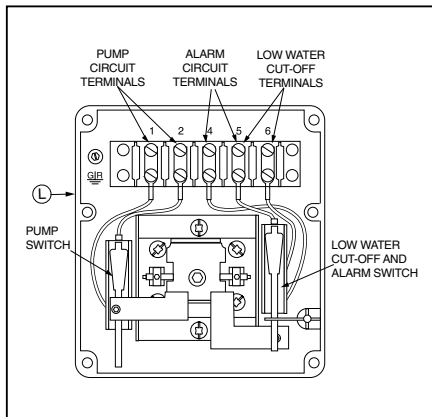 PUMP
CIRCUIT
TERMINALS
ALARM
CIRCUIT
TERMINALS
LOW WATER
CUT-OFF
TERMINALS
1 2 4 5 6
GR
L
PUMP
SWITCH
LOW WATER
CUT-OFF AND
ALARM SWITCH